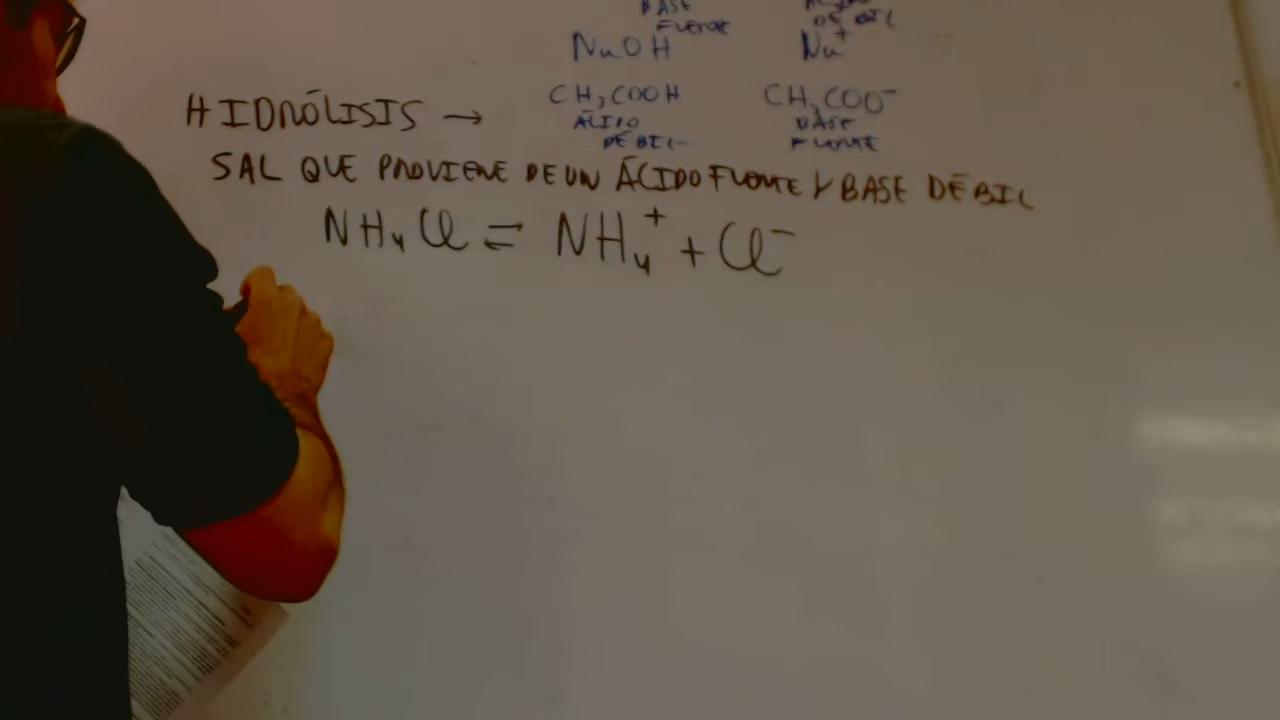 BASE
FUERTE DÉBIL
NaOH Na⁺
CH₃COOH CH₃COO⁻
HIDRÓLISIS →
ÁCIDO BASE
DÉBIL FUERTE
SAL QUE PROVIENE DE UN ÁCIDO FUERTE Y BASE DÉBIL
NH₄Cl ⇌ NH₄⁺ + Cl⁻